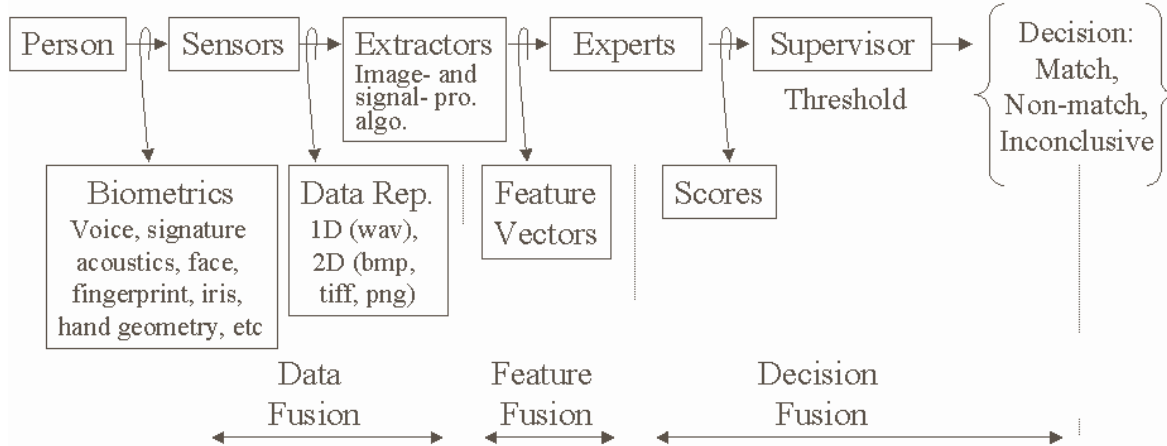 Person
Sensors
Extractors
Image- and
signal- pro.
algo.
Experts
Supervisor
Threshold
Decision:
Match,
Non-match,
Inconclusive
Biometrics
Voice, signature
acoustics, face,
fingerprint, iris,
hand geometry, etc
Data Rep.
1D (wav),
2D (bmp,
tiff, png)
Feature
Vectors
Scores
Data
Fusion
Feature
Fusion
Decision
Fusion